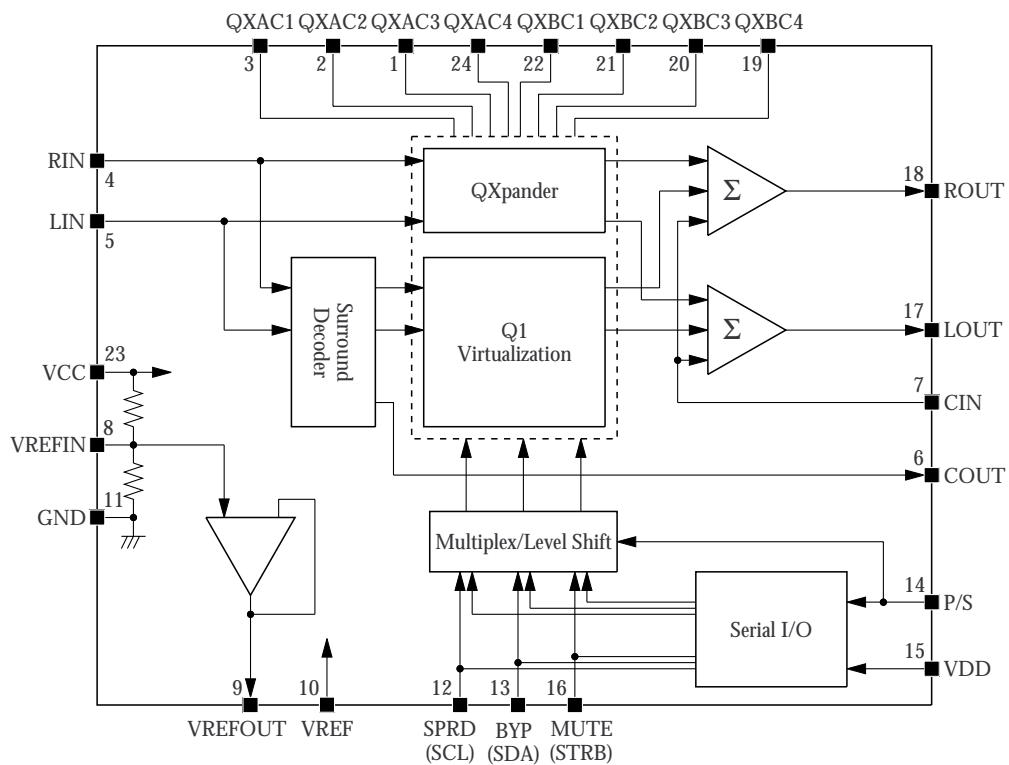 QXAC1 QXAC2 QXAC3 QXAC4 QXBC1 QXBC2 QXBC3 QXBC4
3 2 1 24 22 21 20 19
RIN
4
LIN
5
QXpander
Σ
18
ROUT
Surround
Decoder
Q1
Virtualization
Σ
17
LOUT
VCC
23
7
CIN
VREFIN
8
6
COUT
GND
11
Multiplex/Level Shift
14
P/S
Serial I/O
15
VDD
9 10 12 13 16
VREFOUT VREF SPRD BYP MUTE
(SCL) (SDA) (STRB)